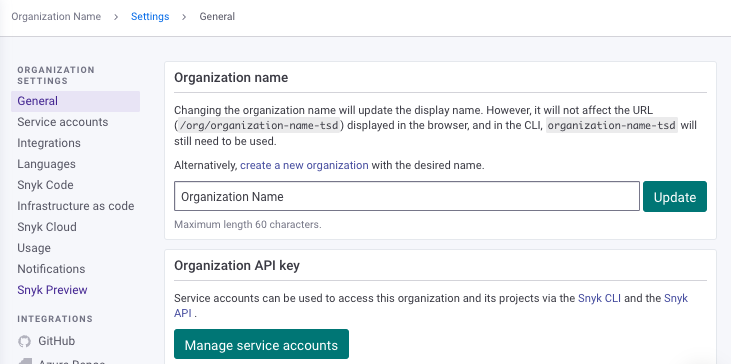 Organization Name > Settings > General
ORGANIZATION
SETTINGS
General
Service accounts
Integrations
Languages
Snyk Code
Infrastructure as code
Snyk Cloud
Usage
Notifications
Snyk Preview
INTEGRATIONS
GitHub
Azure Repos
Organization name
Changing the organization name will update the display name. However, it will not affect the URL
(/org/organization-name-tsd) displayed in the browser, and in the CLI, organization-name-tsd will
still need to be used.
Alternatively, create a new organization with the desired name.
Organization Name
Update
Maximum length 60 characters.
Organization API key
Service accounts can be used to access this organization and its projects via the Snyk CLI and the Snyk
API .
Manage service accounts